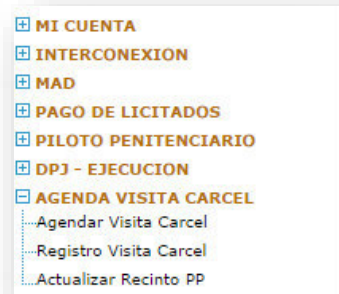 MI CUENTA
INTERCONEXION
MAD
PAGO DE LICITADOS
PILOTO PENITENCIARIO
DPJ - EJECUCION
AGENDA VISITA CARCEL
Agendar Visita Carcel
Registro Visita Carcel
Actualizar Recinto PP